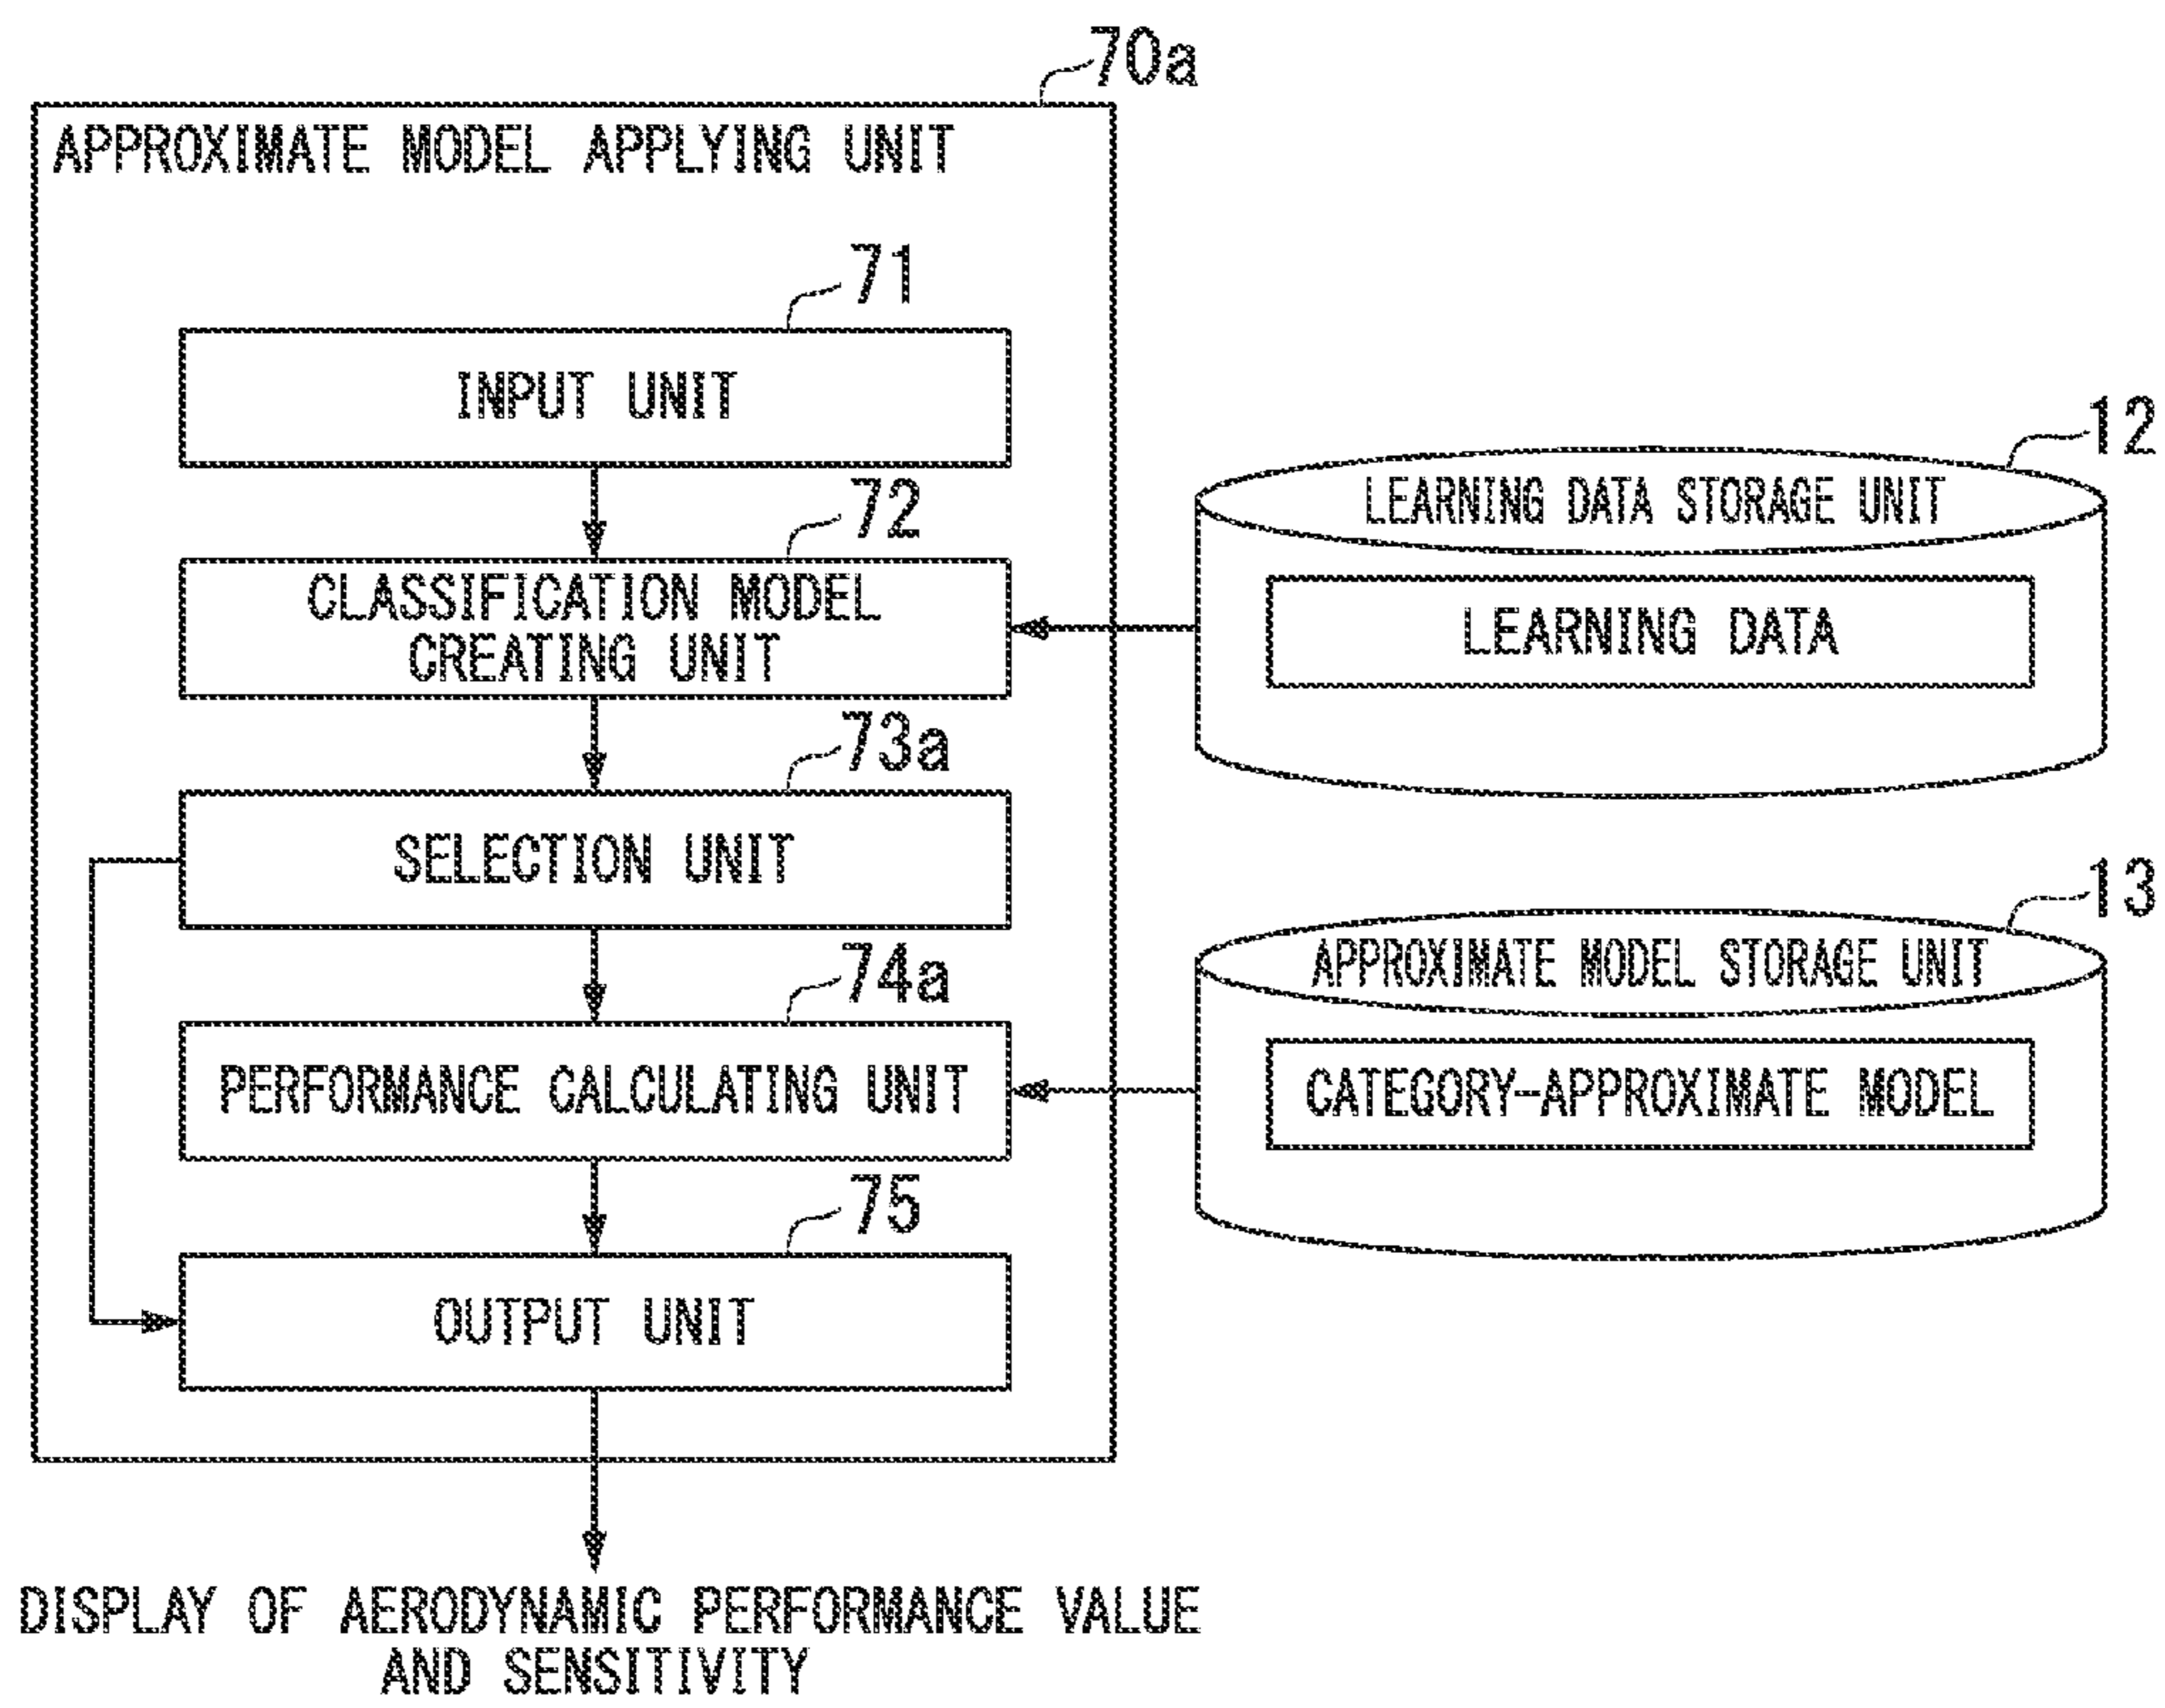 70a
APPROXIMATE MODEL APPLYING UNIT
71
INPUT UNIT
72
CLASSIFICATION MODEL
CREATING UNIT
73a
SELECTION UNIT
74a
PERFORMANCE CALCULATING UNIT
75
OUTPUT UNIT
12
LEARNING DATA STORAGE UNIT
LEARNING DATA
13
APPROXIMATE MODEL STORAGE UNIT
CATEGORY-APPROXIMATE MODEL
DISPLAY OF AERODYNAMIC PERFORMANCE VALUE
AND SENSITIVITY